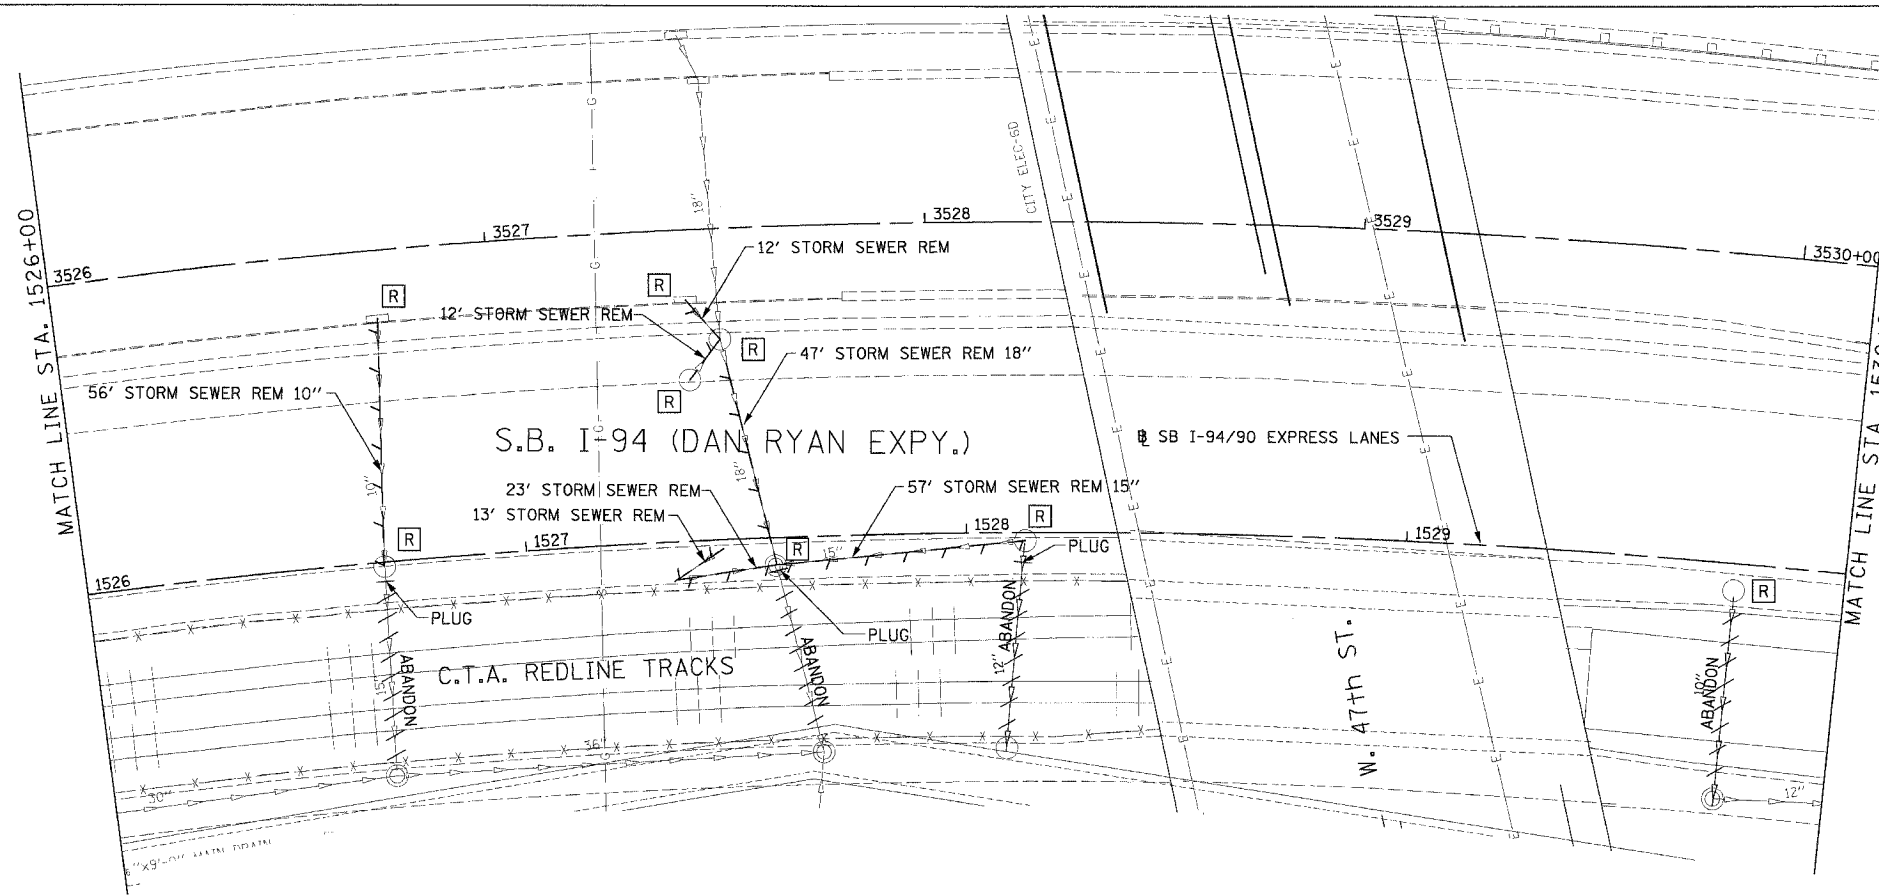 CITY ELEC-6D
G
18"
3528
3527
3529
3530+00
3526
MATCH LINE STA. 1526+00
12' STORM SEWER REM
R
R
12' STORM SEWER REM
R
47' STORM SEWER REM 18"
R
56' STORM SEWER REM 10"
S.B. I-94 (DAN RYAN EXPY.)
℄ SB I-94/90 EXPRESS LANES
10"
18"
23' STORM SEWER REM
57' STORM SEWER REM 15"
13' STORM SEWER REM
R
R
R
1528
1527
1529
15"
PLUG
1526
MATCH LINE STA
R
PLUG
PLUG
ABANDON
15"
ABANDON
12" ABANDON
10"
ABANDON
C.T.A. REDLINE TRACKS
W. 47th ST.
36"
30"
12"
MAIN DRAIN